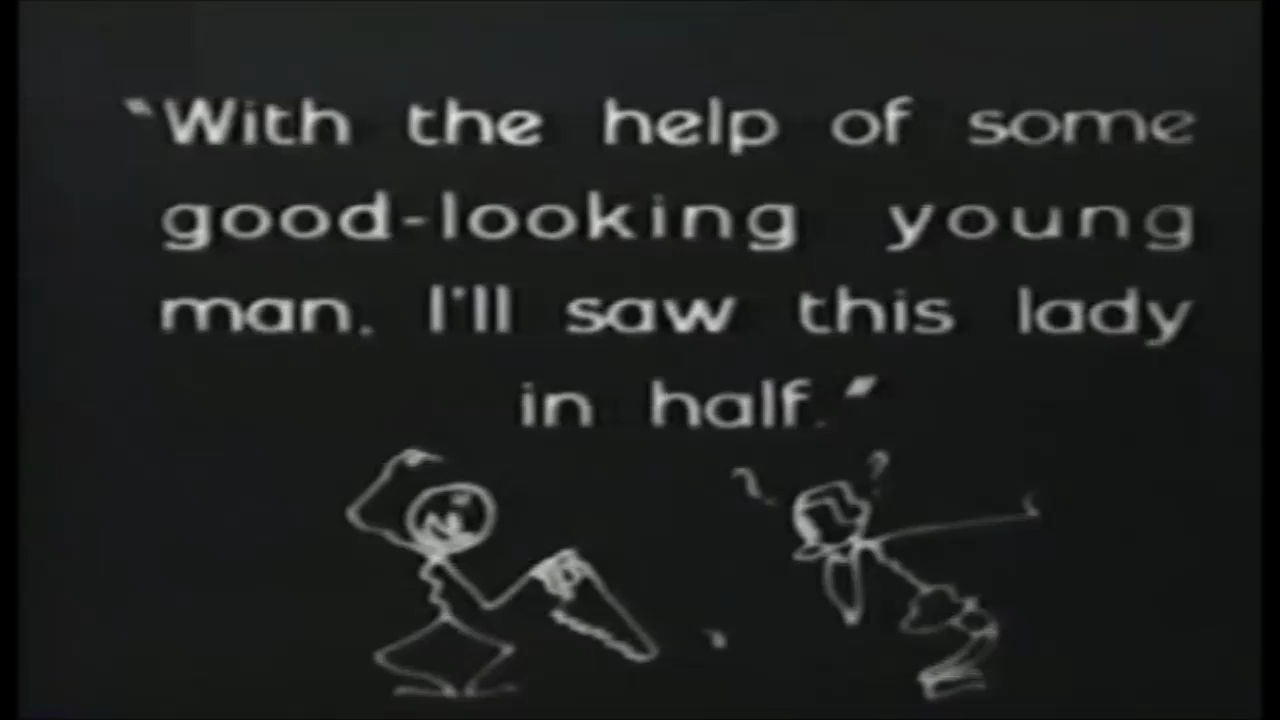 "With the help of some
good-looking young
man, I'll saw this lady
in half."